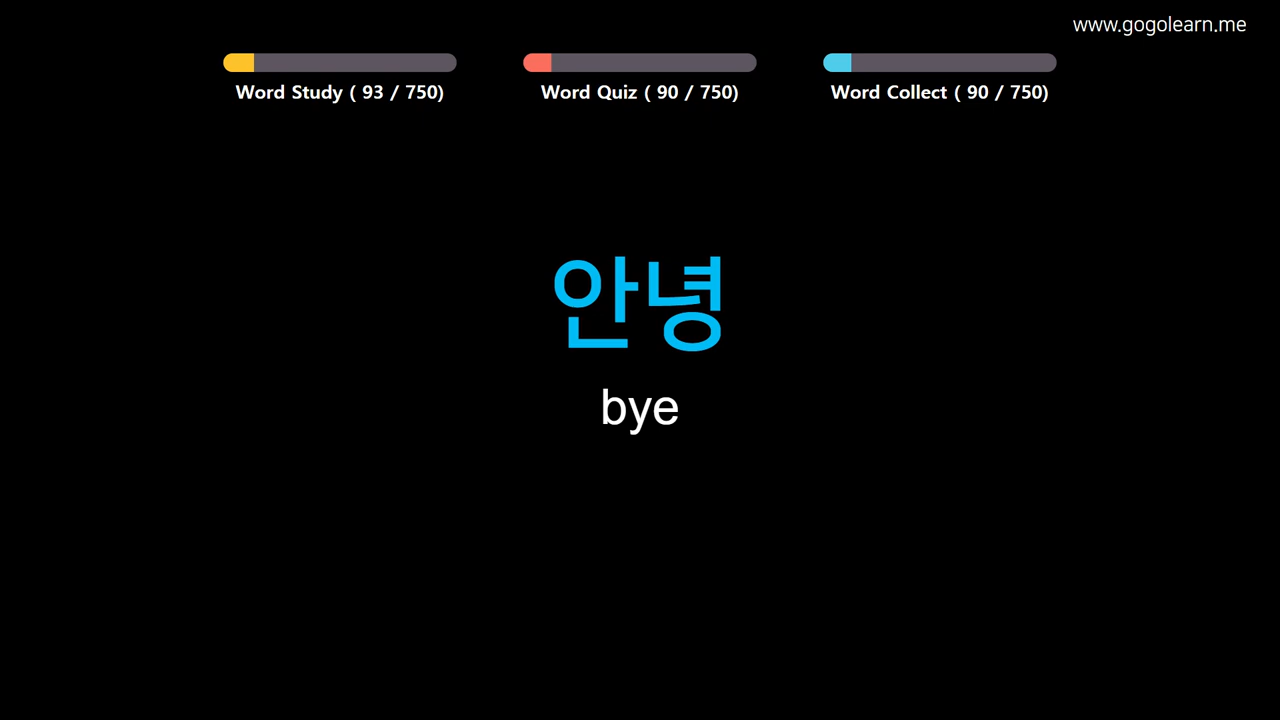 www.gogolearn.me
Word Study ( 93 / 750)
Word Quiz ( 90 / 750)
Word Collect ( 90 / 750)
안녕
bye